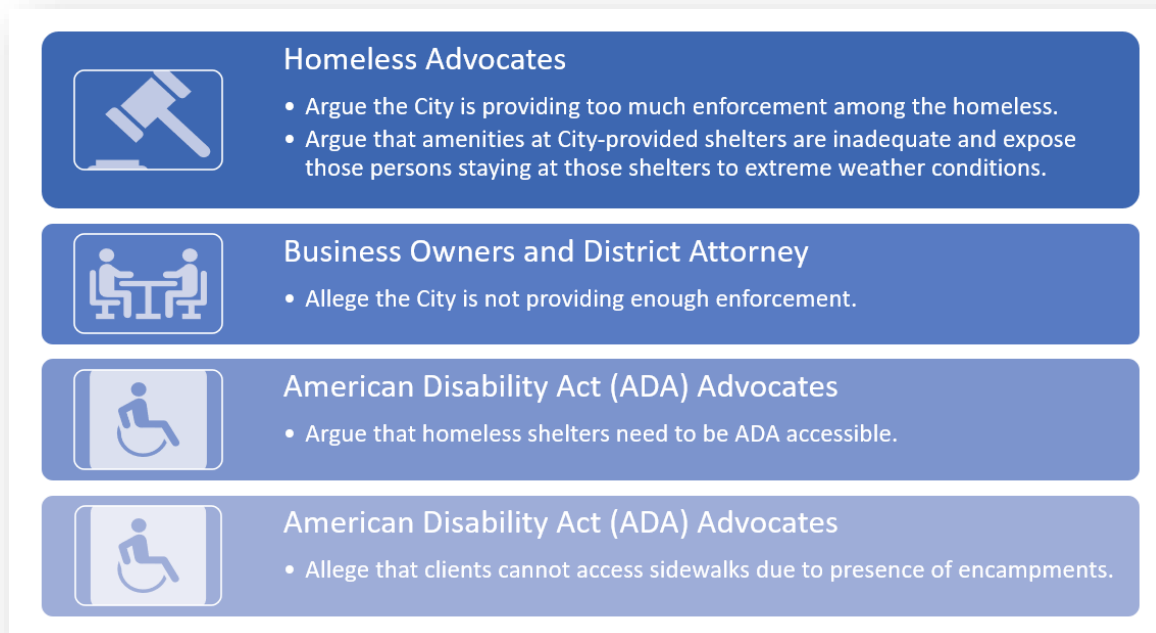 Homeless Advocates
• Argue the City is providing too much enforcement among the homeless.
• Argue that amenities at City-provided shelters are inadequate and expose
those persons staying at those shelters to extreme weather conditions.
Business Owners and District Attorney
• Allege the City is not providing enough enforcement.
American Disability Act (ADA) Advocates
• Argue that homeless shelters need to be ADA accessible.
American Disability Act (ADA) Advocates
• Allege that clients cannot access sidewalks due to presence of encampments.